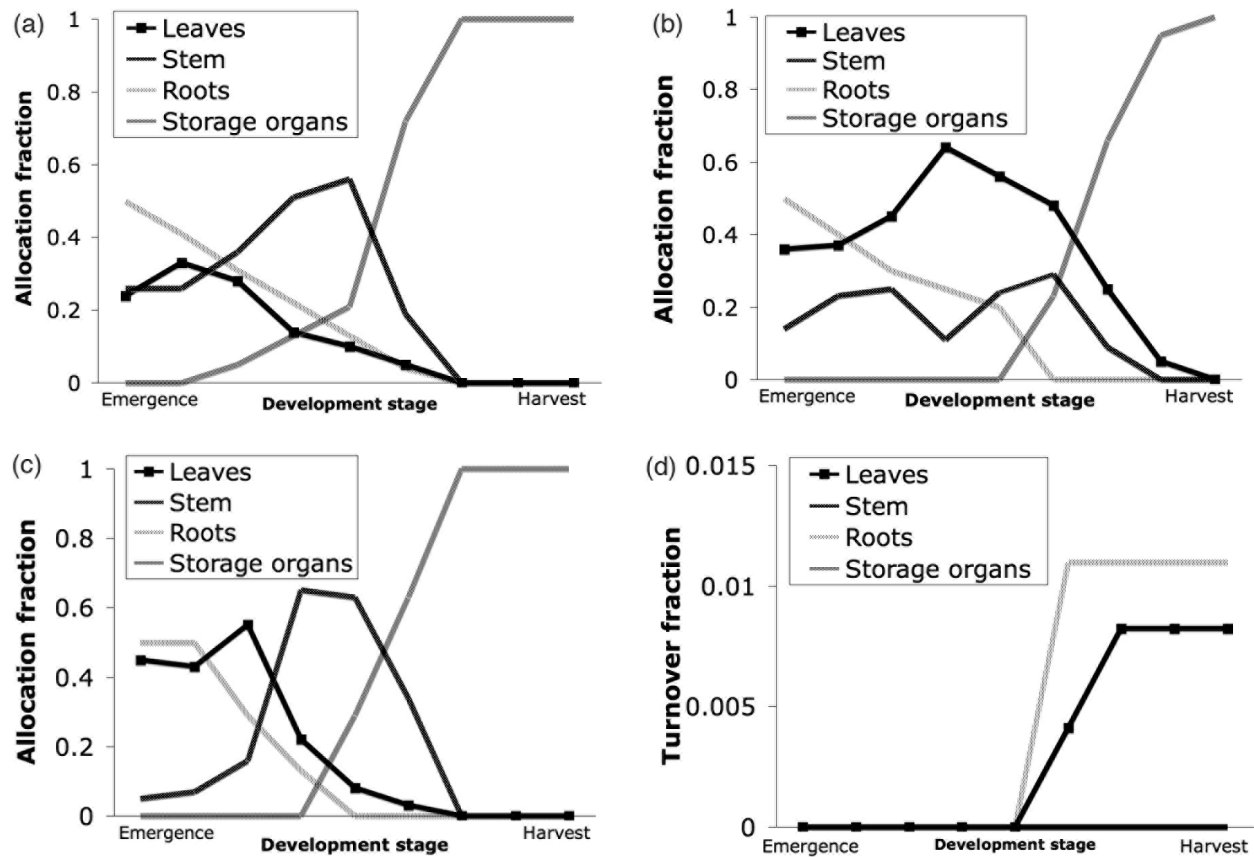 (a)
Leaves
Stem
Roots
Storage organs
1
0.8
0.6
0.4
0.2
0
Allocation fraction
Emergence
Development stage
Harvest
(b)
Leaves
Stem
Roots
Storage organs
1
0.8
0.6
0.4
0.2
0
Allocation fraction
Emergence
Development stage
Harvest
(c)
Leaves
Stem
Roots
Storage organs
1
0.8
0.6
0.4
0.2
0
Allocation fraction
Emergence
Development stage
Harvest
(d)
Leaves
Stem
Roots
Storage organs
0.015
0.01
0.005
0
Turnover fraction
Emergence
Development stage
Harvest